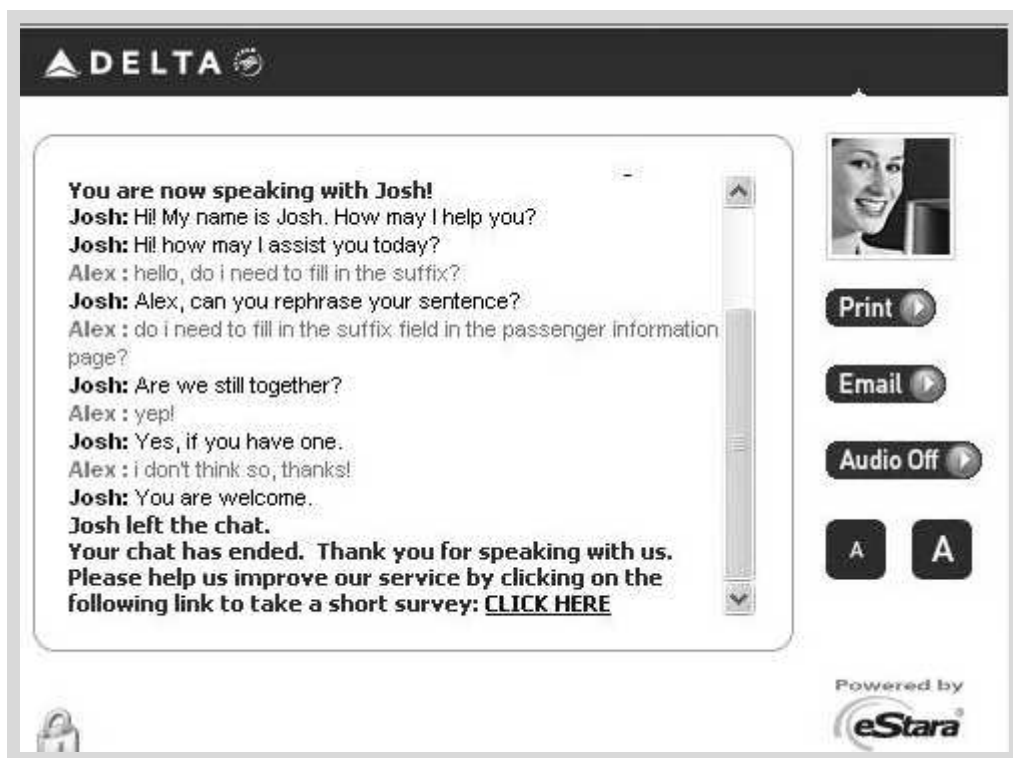 DELTA
You are now speaking with Josh!
Josh: Hi! My name is Josh. How may I help you?
Josh: Hi! how may I assist you today?
Alex : hello, do i need to fill in the suffix?
Josh: Alex, can you rephrase your sentence?
Alex : do i need to fill in the suffix field in the passenger information
page?
Josh: Are we still together?
Alex : yep!
Josh: Yes, if you have one.
Alex : i don't think so, thanks!
Josh: You are welcome.
Josh left the chat.
Your chat has ended.  Thank you for speaking with us.
Please help us improve our service by clicking on the
following link to take a short survey: CLICK HERE
Print
Email
Audio Off
A A
Powered by
eStara